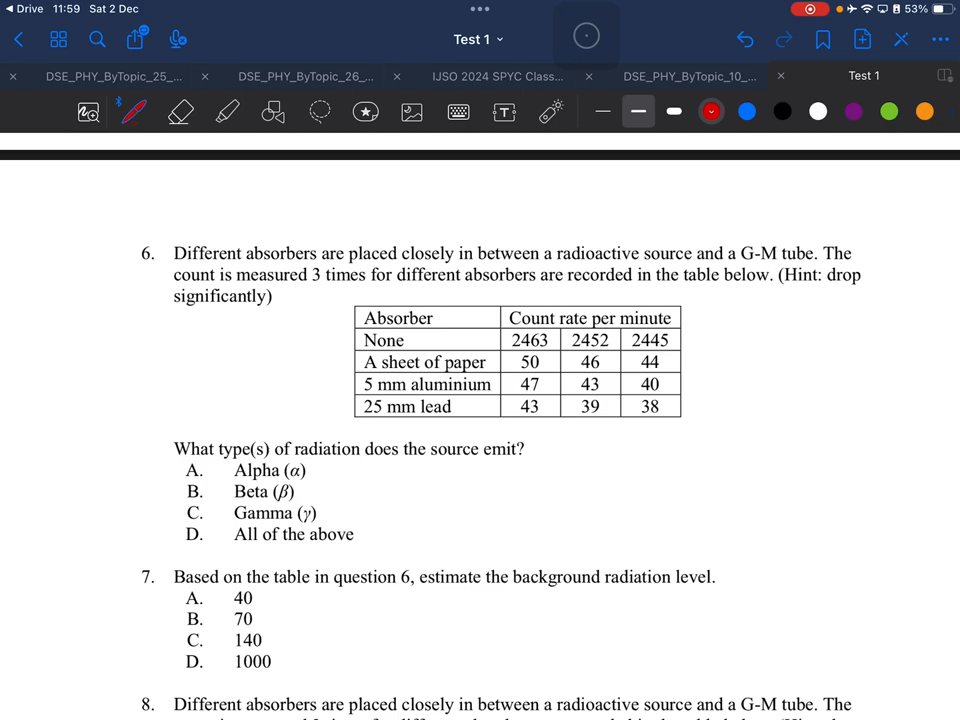 Drive 11:59 Sat 2 Dec
53%
Test 1
DSE_PHY_ByTopic_25_...
DSE_PHY_ByTopic_26_...
IJSO 2024 SPYC Class...
DSE_PHY_ByTopic_10_...
Test 1
6. Different absorbers are placed closely in between a radioactive source and a G-M tube. The
count is measured 3 times for different absorbers are recorded in the table below. (Hint: drop
significantly)
Absorber Count rate per minute
None 2463 2452 2445
A sheet of paper 50 46 44
5 mm aluminium 47 43 40
25 mm lead 43 39 38
What type(s) of radiation does the source emit?
A. Alpha (α)
B. Beta (β)
C. Gamma (γ)
D. All of the above
7. Based on the table in question 6, estimate the background radiation level.
A. 40
B. 70
C. 140
D. 1000
8. Different absorbers are placed closely in between a radioactive source and a G-M tube. The